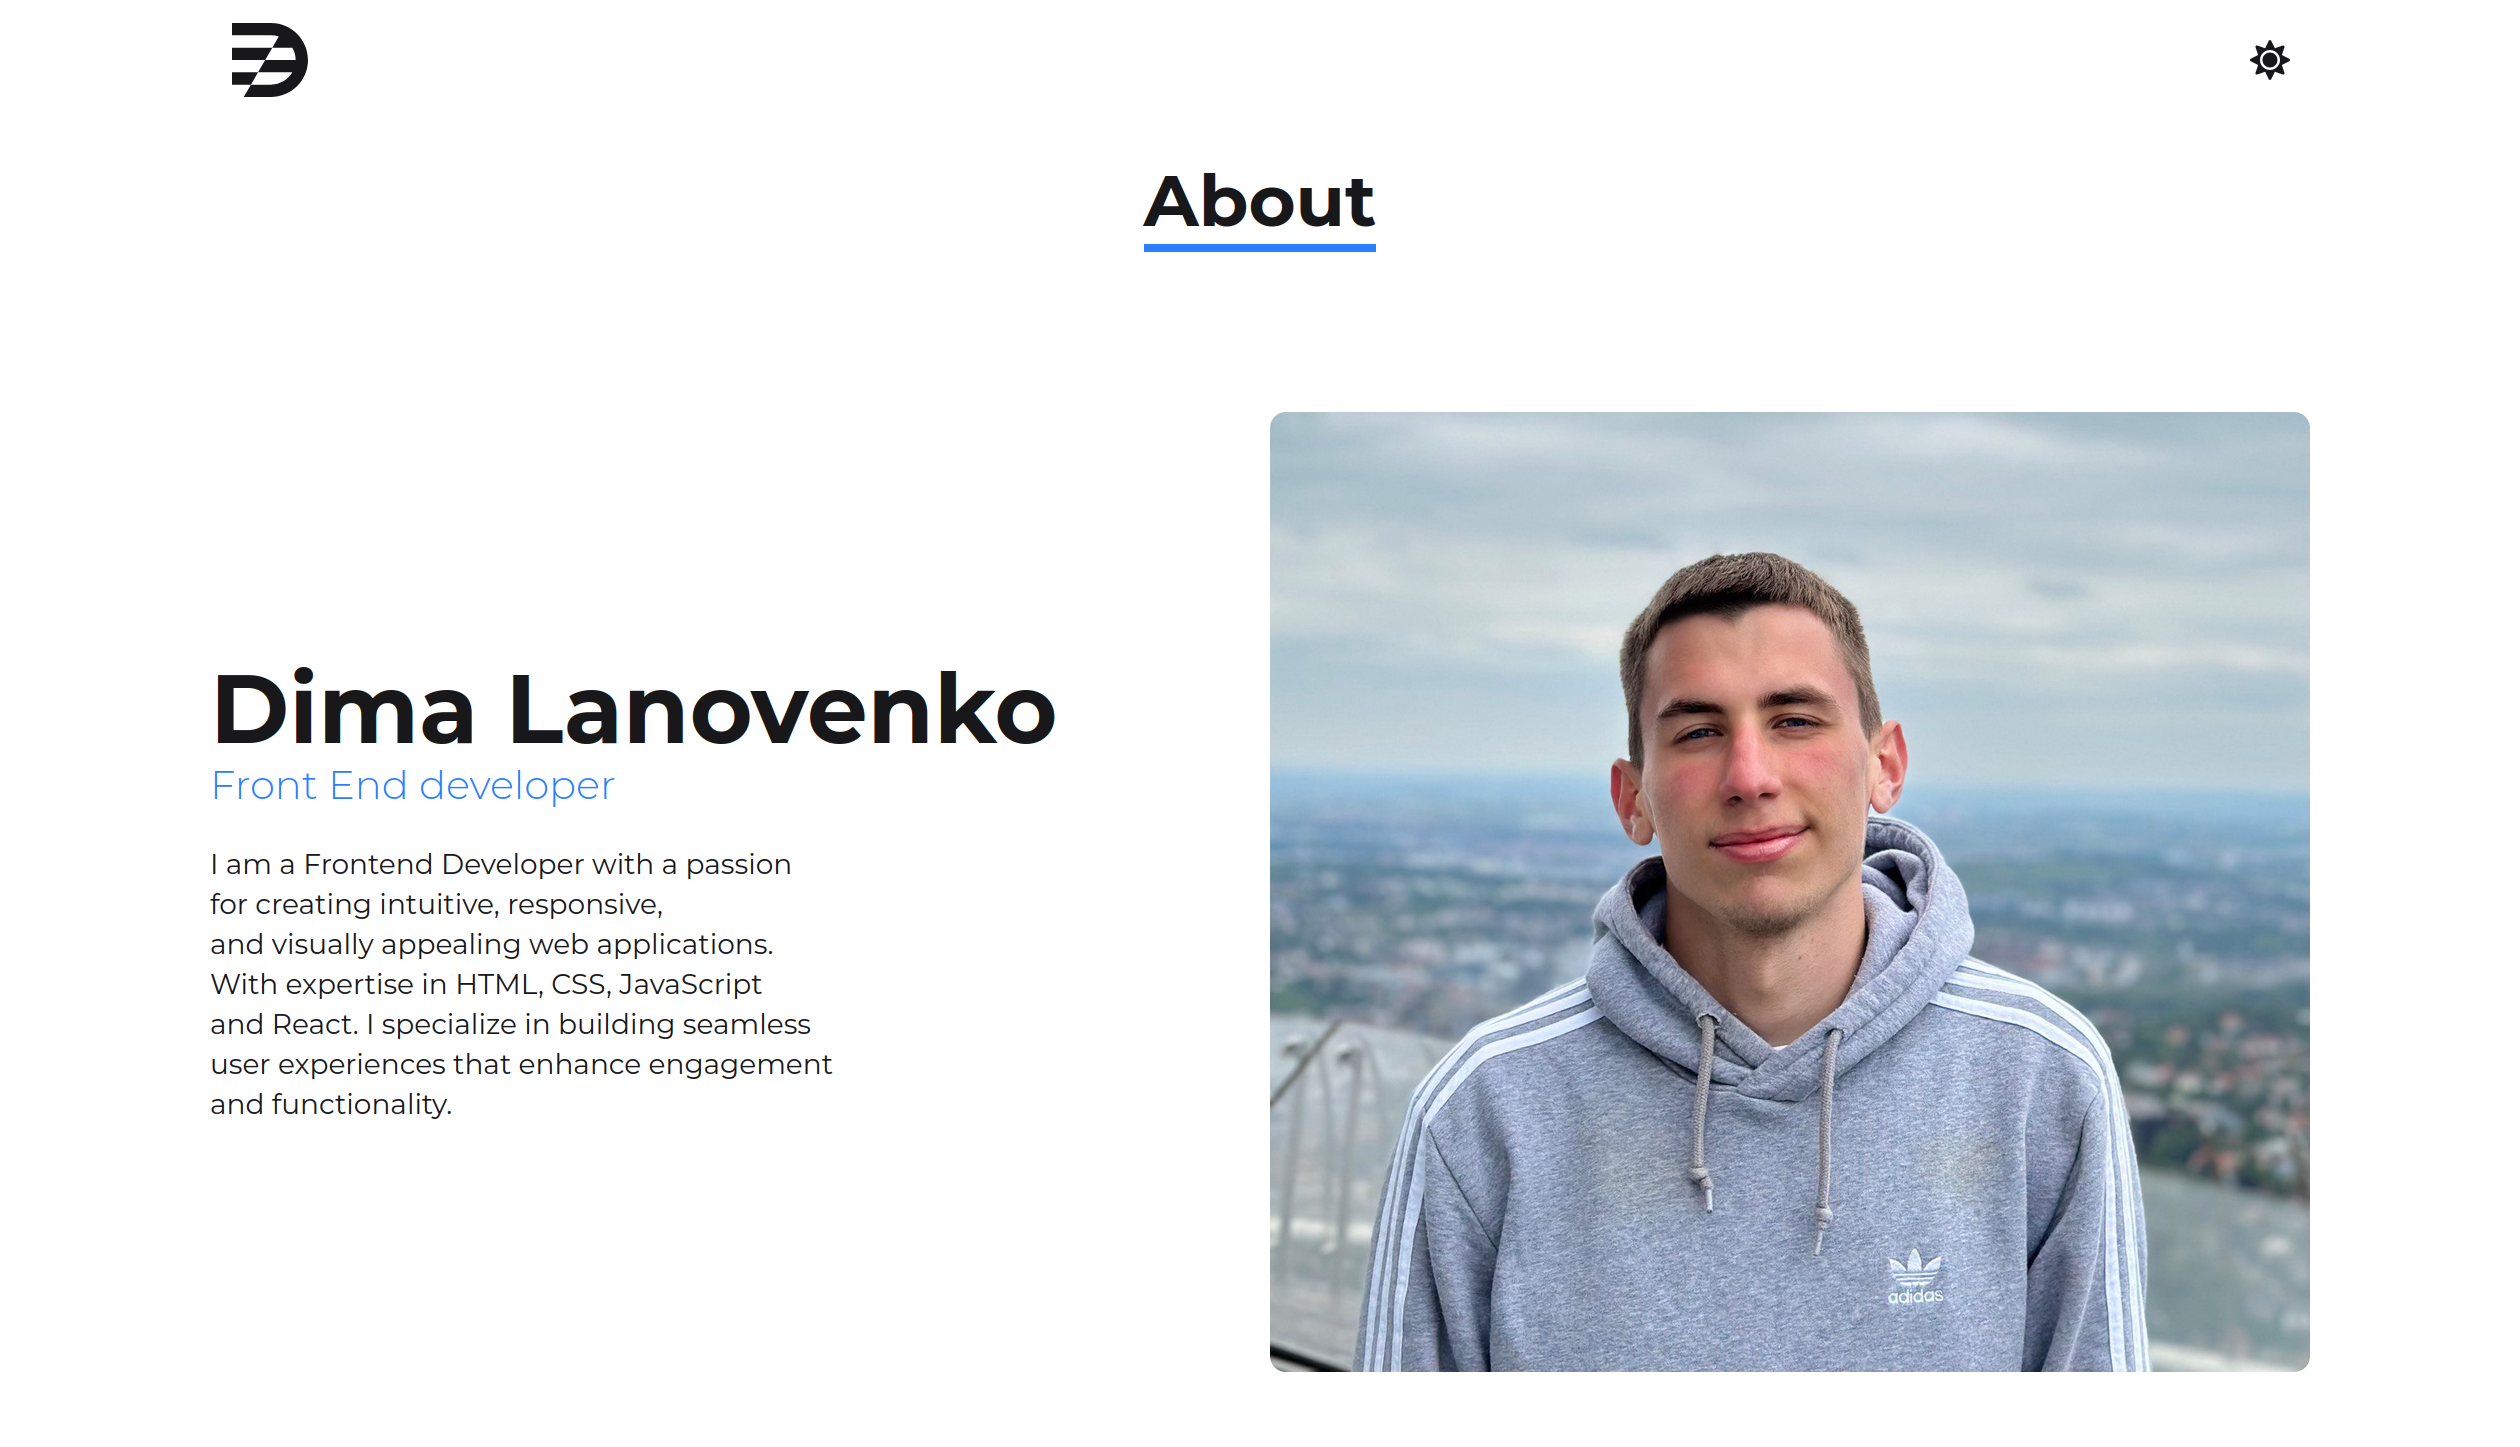 About
Dima Lanovenko
Front End developer
I am a Frontend Developer with a passion
for creating intuitive, responsive,
and visually appealing web applications.
With expertise in HTML, CSS, JavaScript
and React. I specialize in building seamless
user experiences that enhance engagement
and functionality.
adidas